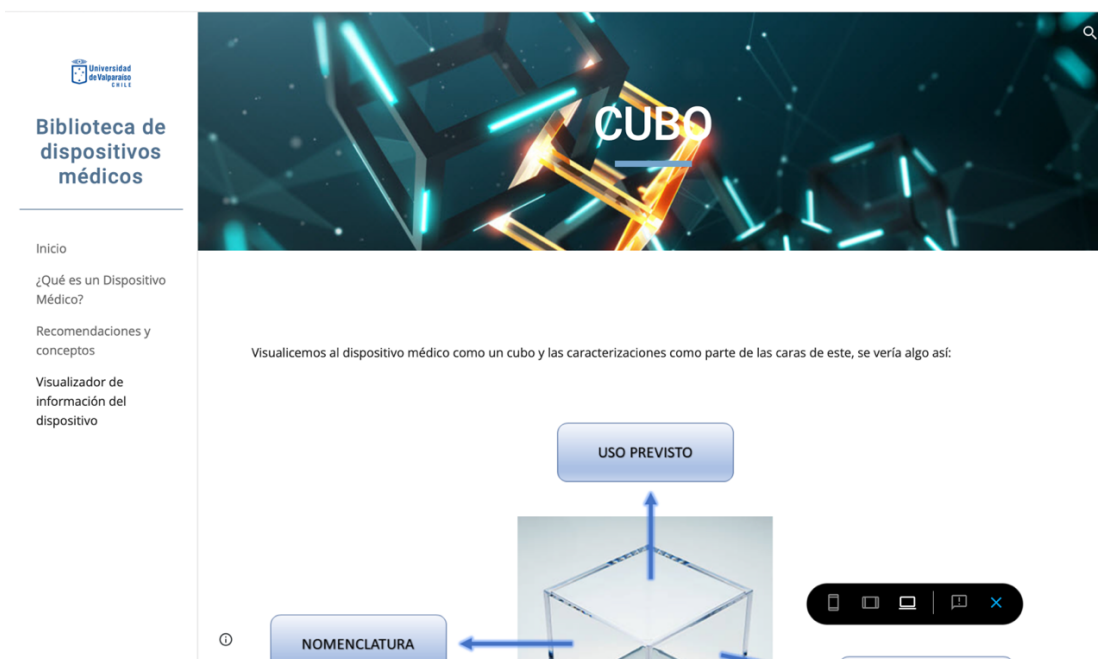 Universidad
de Valparaíso
CHILE
Biblioteca de
dispositivos
médicos
Inicio
¿Qué es un Dispositivo
Médico?
Recomendaciones y
conceptos
Visualizador de
información del
dispositivo
CUBO
Visualicemos al dispositivo médico como un cubo y las caracterizaciones como parte de las caras de este, se vería algo así:
USO PREVISTO
NOMENCLATURA